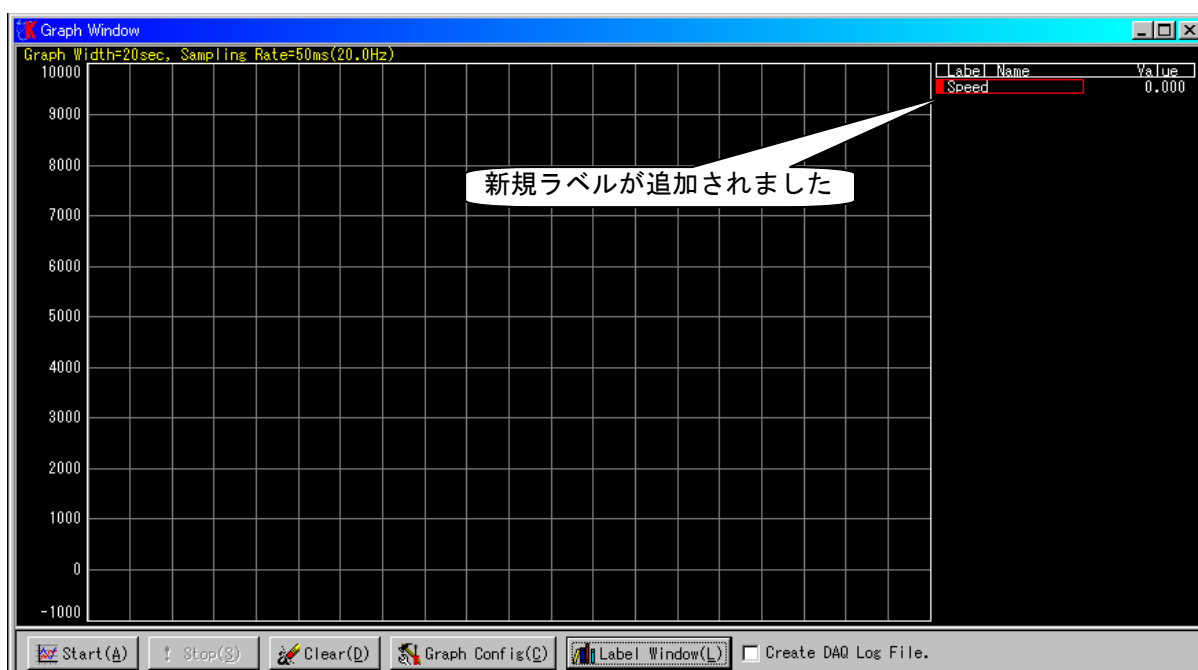 Graph Window
Graph Width=20sec, Sampling Rate=50ms(20.0Hz)
Label Name Value
Speed 0.000
10000
9000
8000
7000
6000
5000
4000
3000
2000
1000
0
-1000
新規ラベルが追加されました
Start(A) Stop(S) Clear(D) Graph Config(C) Label Window(L) Create DAQ Log File.